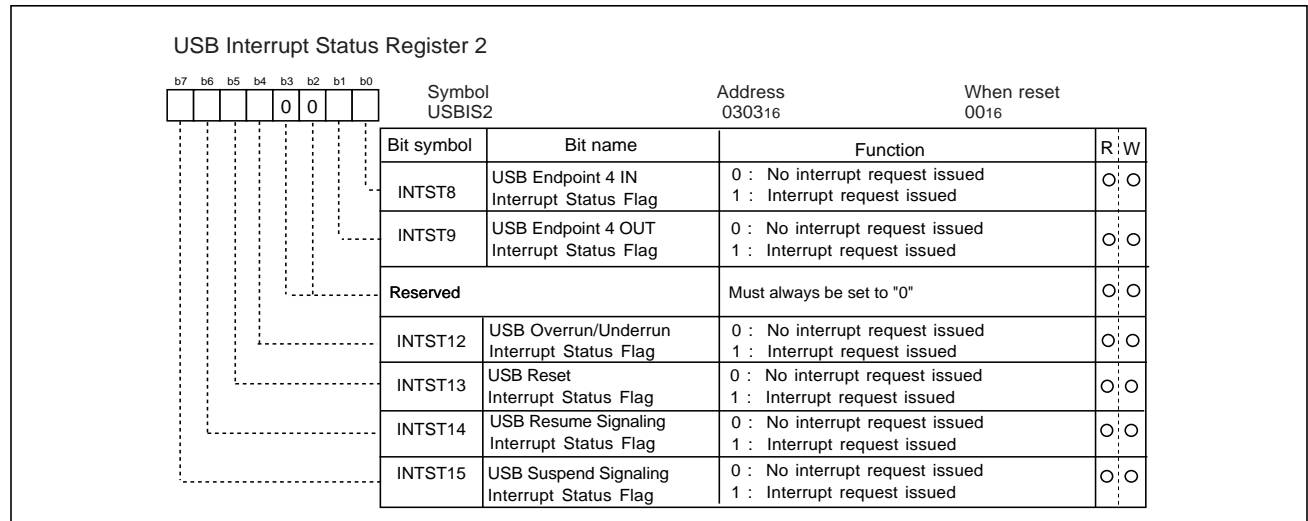 USB Interrupt Status Register 2
b7 b6 b5 b4 b3 b2 b1 b0
0 0
Symbol Address When reset
USBIS2 030316 0016
Bit symbol Bit name Function R W
INTST8 USB Endpoint 4 IN Interrupt Status Flag 0 : No interrupt request issued 1 : Interrupt request issued O O
INTST9 USB Endpoint 4 OUT Interrupt Status Flag 0 : No interrupt request issued 1 : Interrupt request issued O O
Reserved Must always be set to "0" O O
INTST12 USB Overrun/Underrun Interrupt Status Flag 0 : No interrupt request issued 1 : Interrupt request issued O O
INTST13 USB Reset Interrupt Status Flag 0 : No interrupt request issued 1 : Interrupt request issued O O
INTST14 USB Resume Signaling Interrupt Status Flag 0 : No interrupt request issued 1 : Interrupt request issued O O
INTST15 USB Suspend Signaling Interrupt Status Flag 0 : No interrupt request issued 1 : Interrupt request issued O O